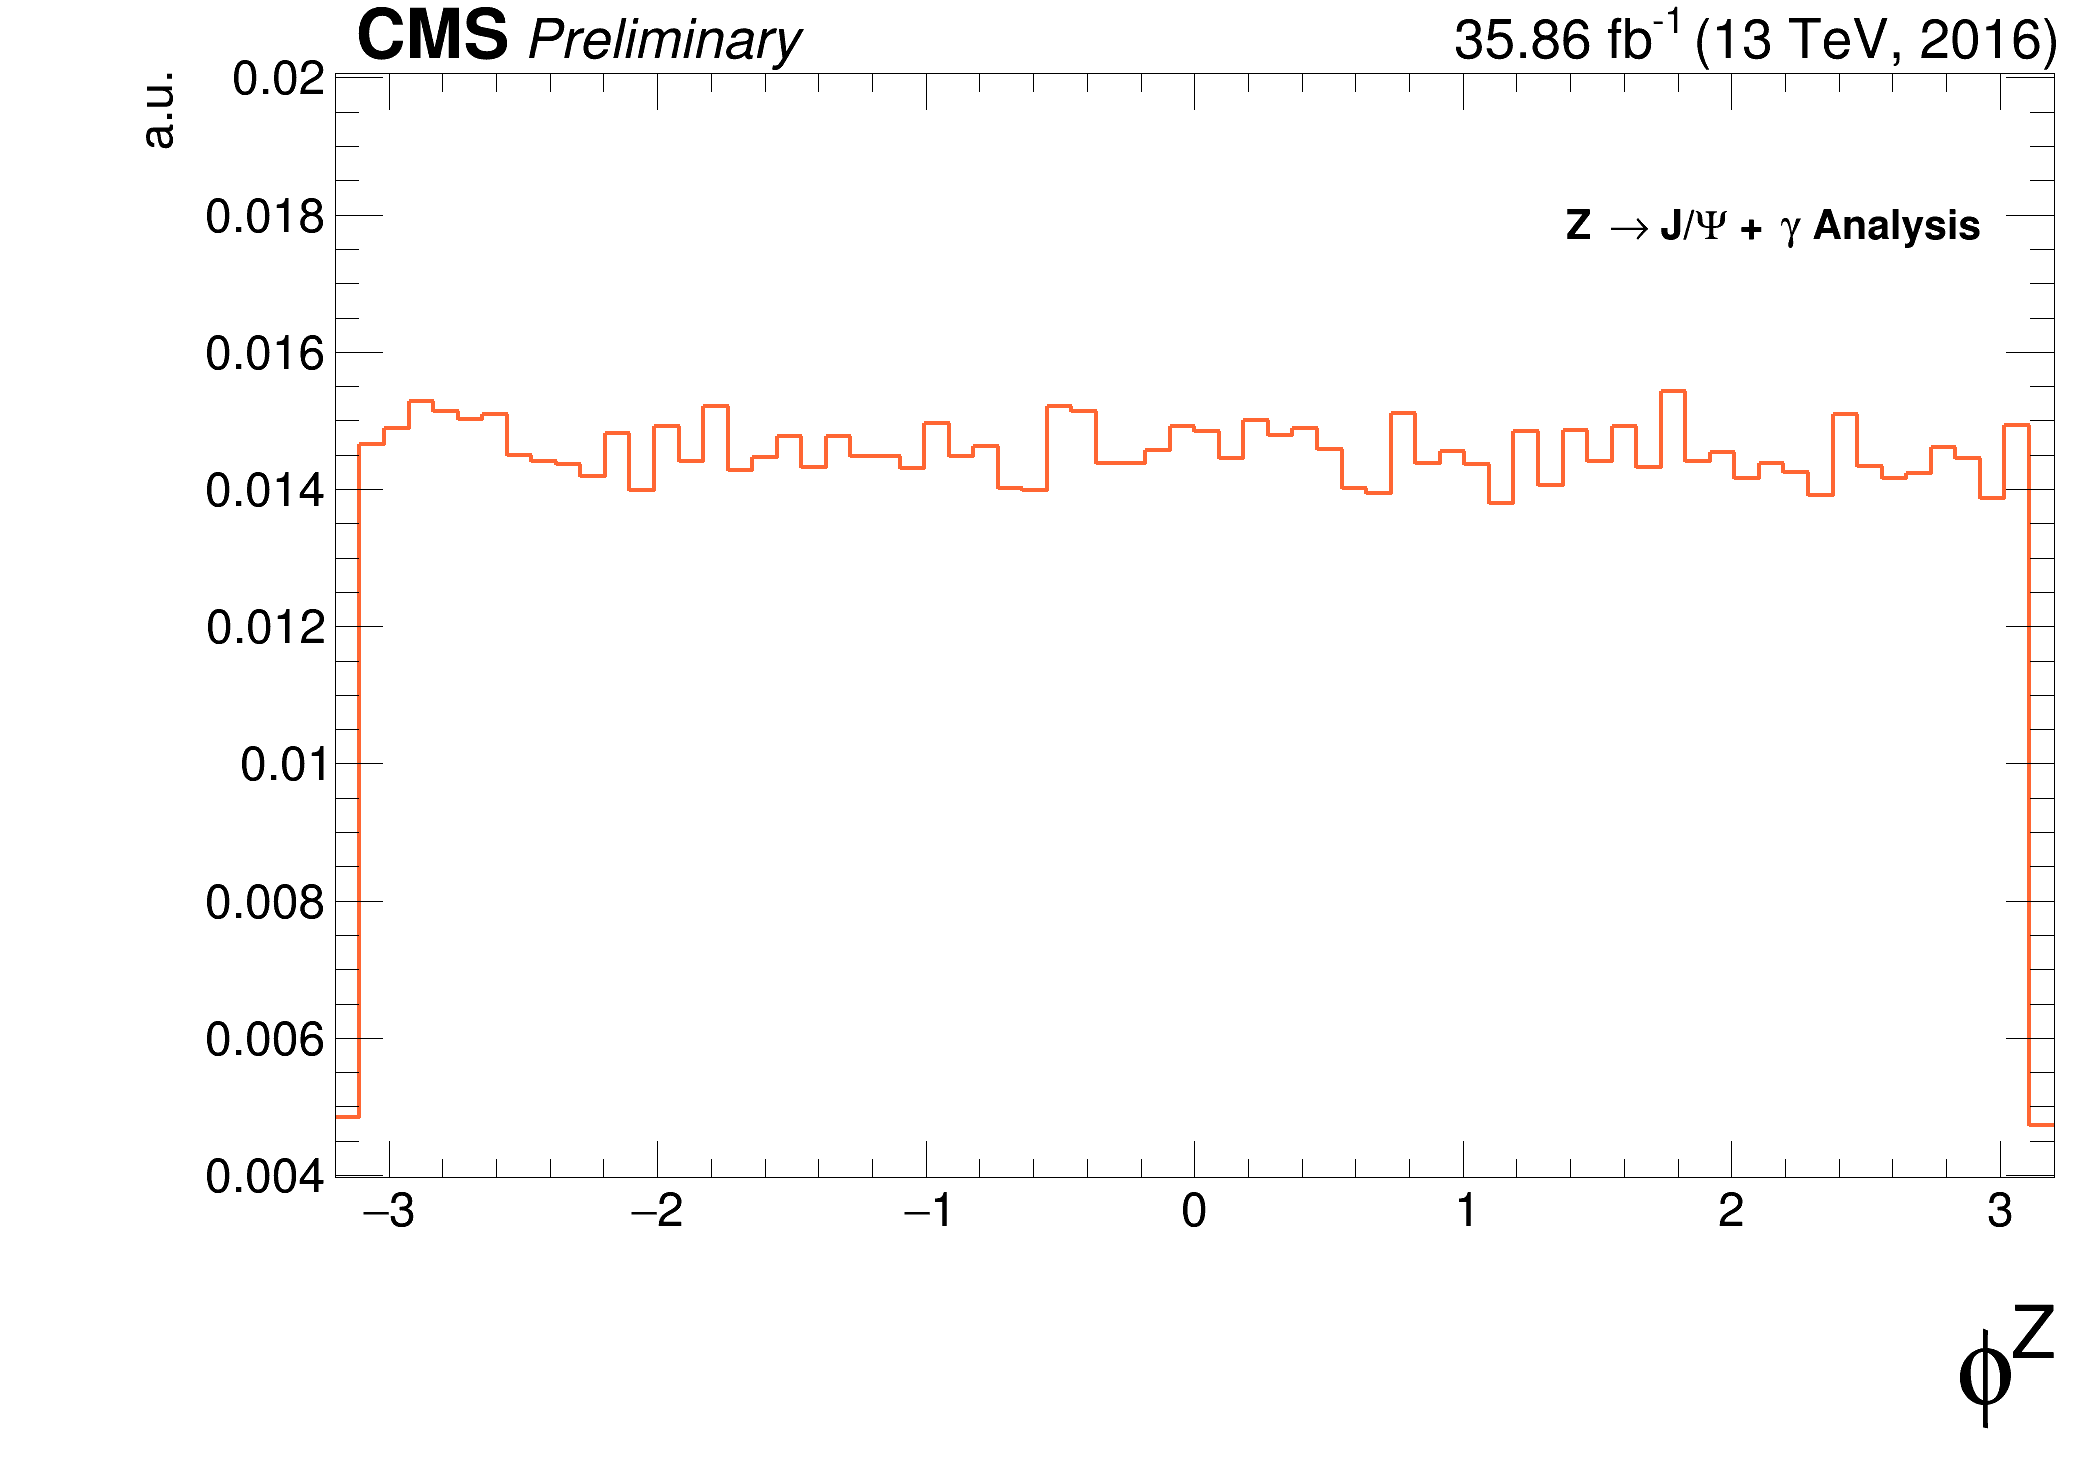 CMS Preliminary 35.86 fb⁻¹ (13 TeV, 2016)
a.u.
Z → J/Ψ + γ Analysis
0.02
0.018
0.016
0.014
0.012
0.01
0.008
0.006
0.004
−3 −2 −1 0 1 2 3
ϕᶻ